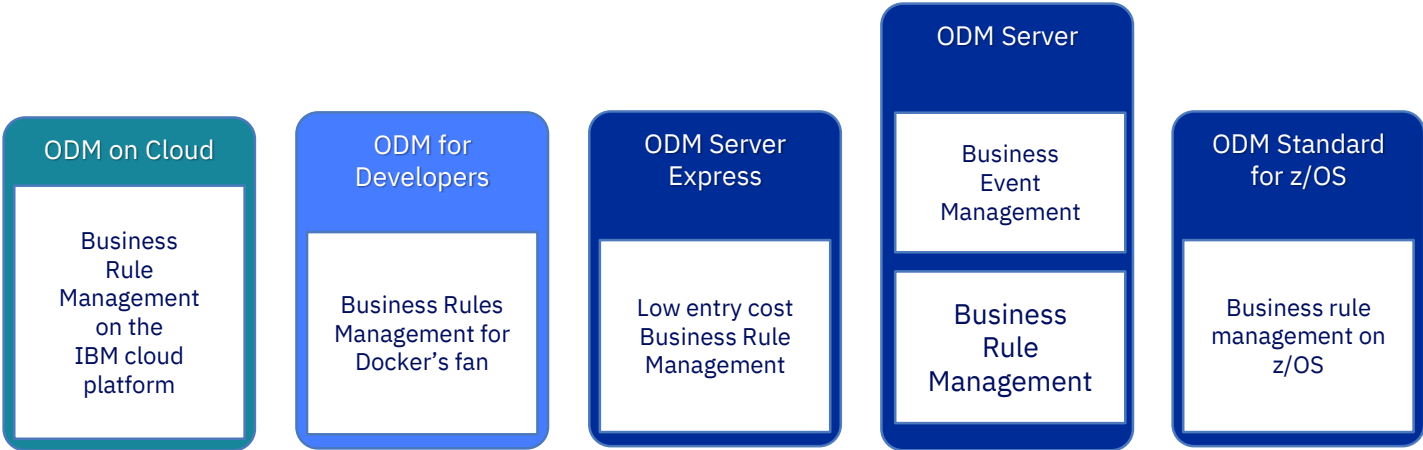 ODM on Cloud
Business
Rule
Management
on the
IBM cloud
platform
ODM for
Developers
Business Rules
Management for
Docker’s fan
ODM Server
Express
Low entry cost
Business Rule
Management
ODM Server
Business
Event
Management
Business
Rule
Management
ODM Standard
for z/OS
Business rule
management on
z/OS